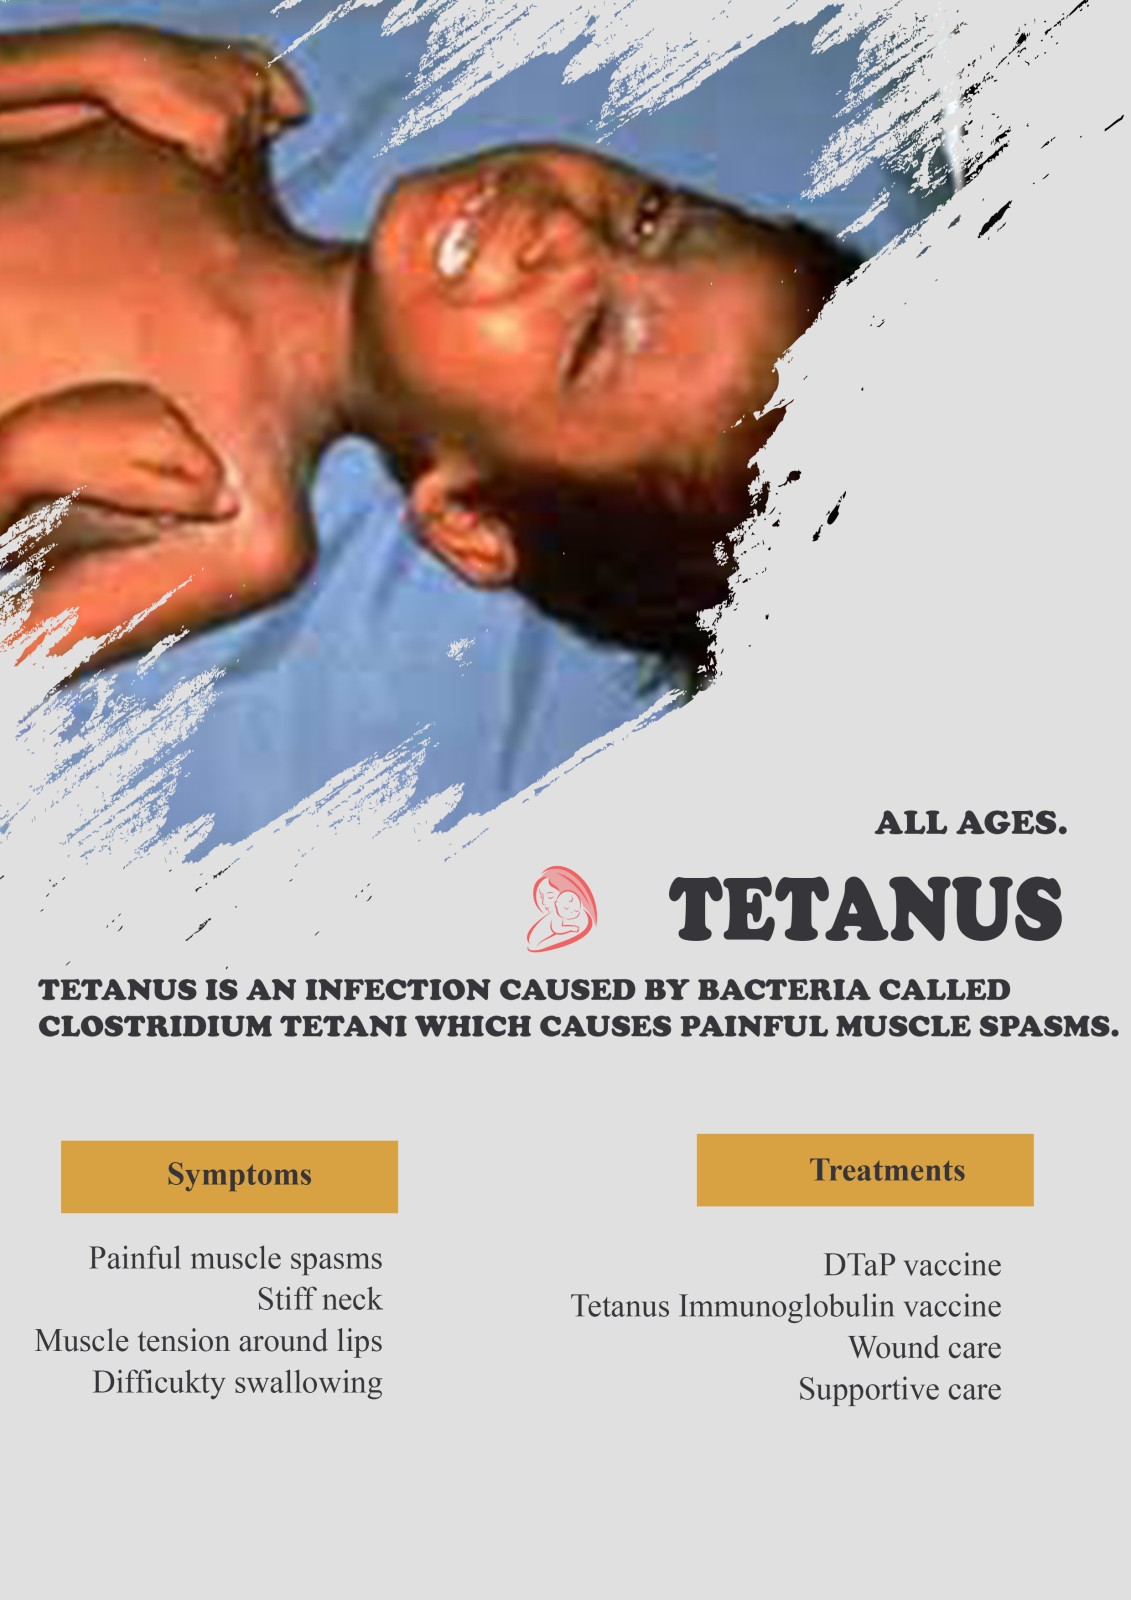 ALL AGES.
TETANUS
TETANUS IS AN INFECTION CAUSED BY BACTERIA CALLED
CLOSTRIDIUM TETANI WHICH CAUSES PAINFUL MUSCLE SPASMS.
Symptoms
Painful muscle spasms
Stiff neck
Muscle tension around lips
Difficukty swallowing
Treatments
DTaP vaccine
Tetanus Immunoglobulin vaccine
Wound care
Supportive care